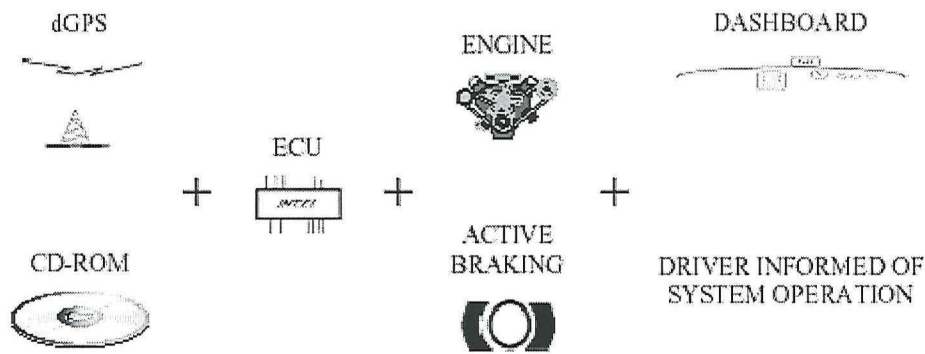 dGPS
ENGINE
DASHBOARD
ECU
+ + +
INTEL
CD-ROM
ACTIVE
BRAKING
DRIVER INFORMED OF
SYSTEM OPERATION